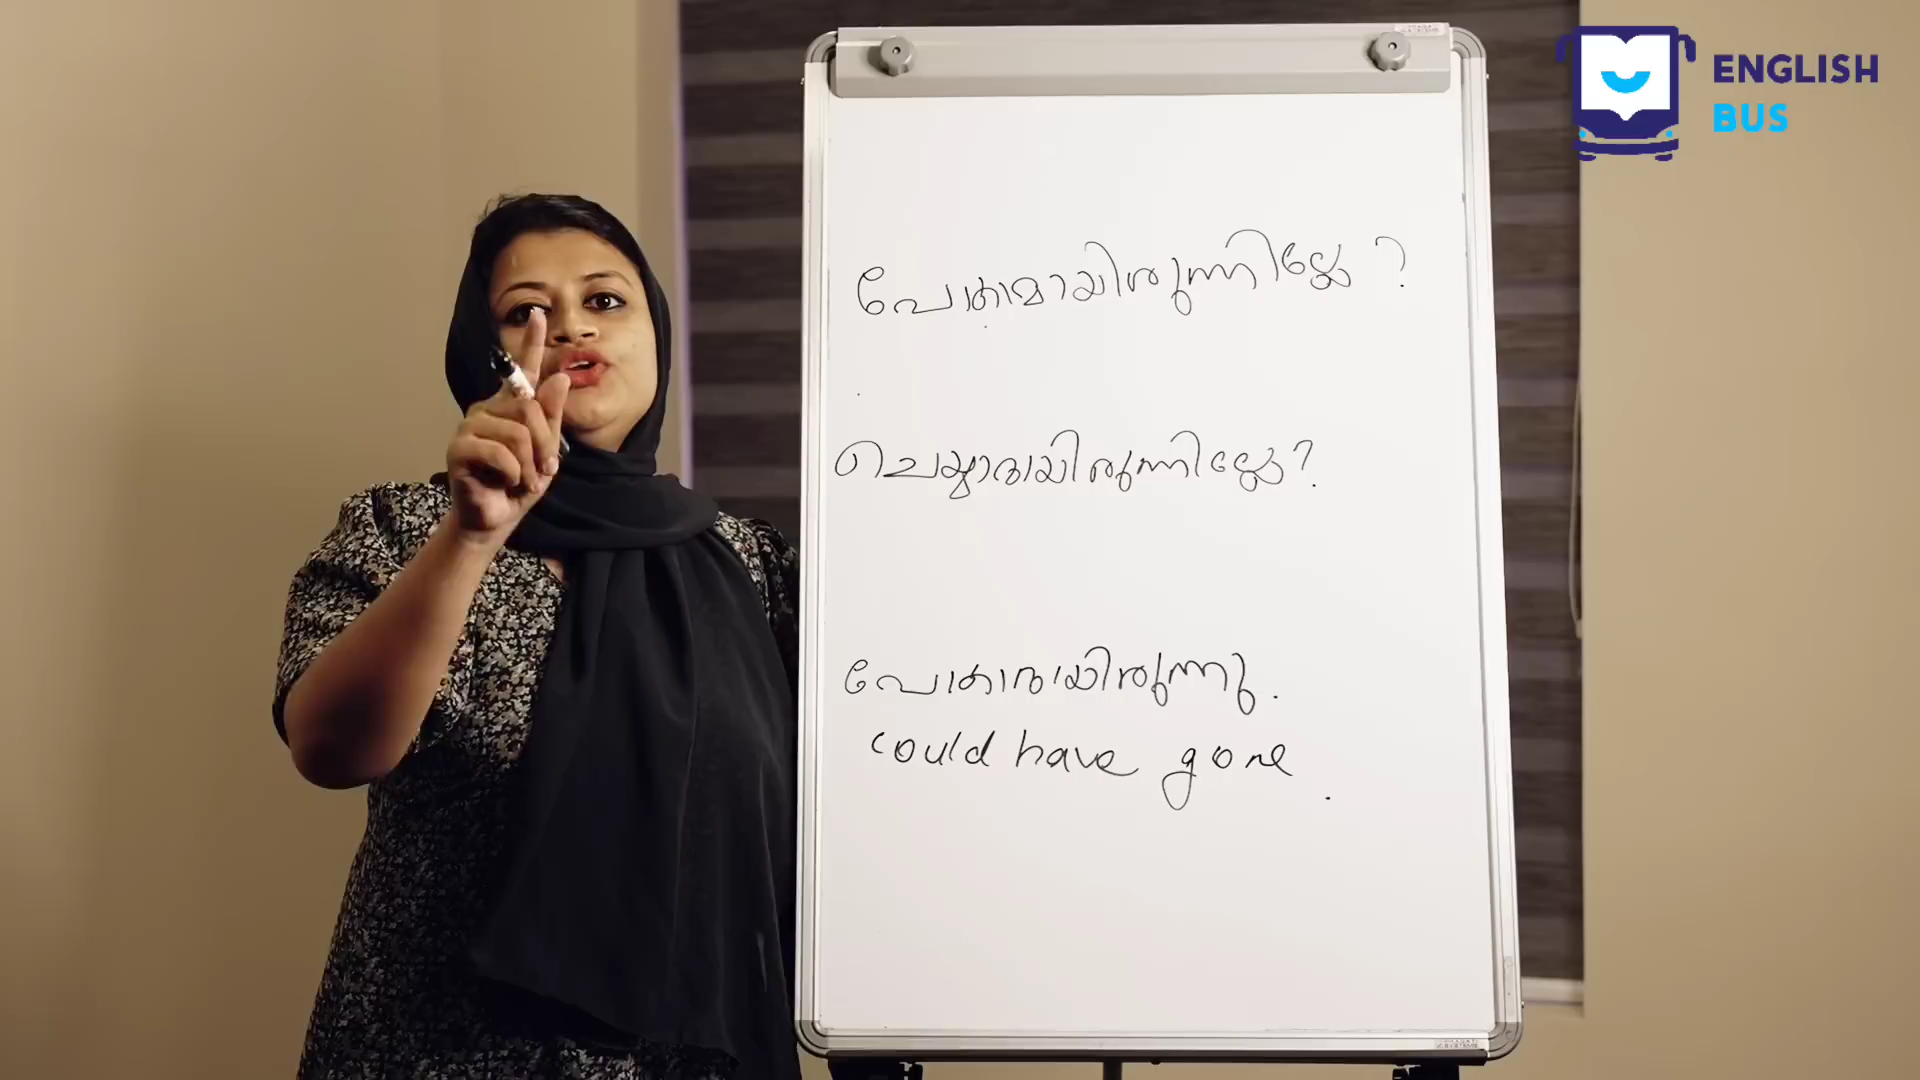 ENGLISH
BUS
പോകാമായിരുന്നില്ലേ?
ചെയ്യാരുന്നില്ലേ?
പോകാരുന്നു.
could have gone.